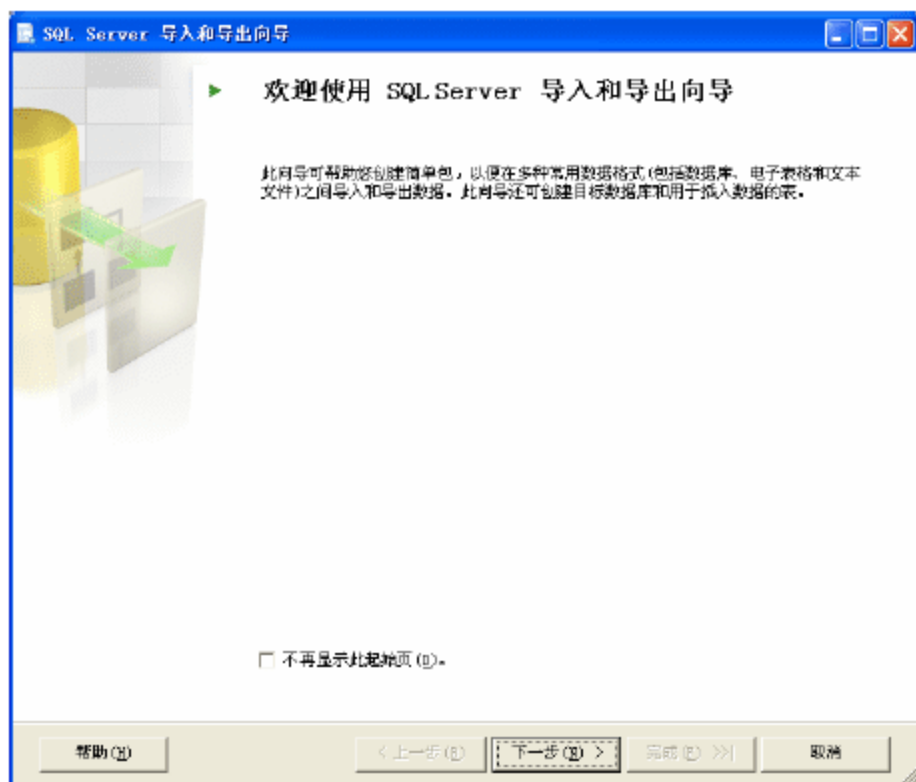 SQL Server 导入和导出向导
欢迎使用 SQL Server 导入和导出向导
此向导可帮助您创建简单包，以便在多种常用数据格式(包括数据库、电子表格和文本
文件)之间导入和导出数据。此向导还可创建目标数据库和用于插入数据的表。
不再显示此起始页(D)。
帮助(H)
< 上一步(B)
下一步(N) >
完成(F) >>|
取消